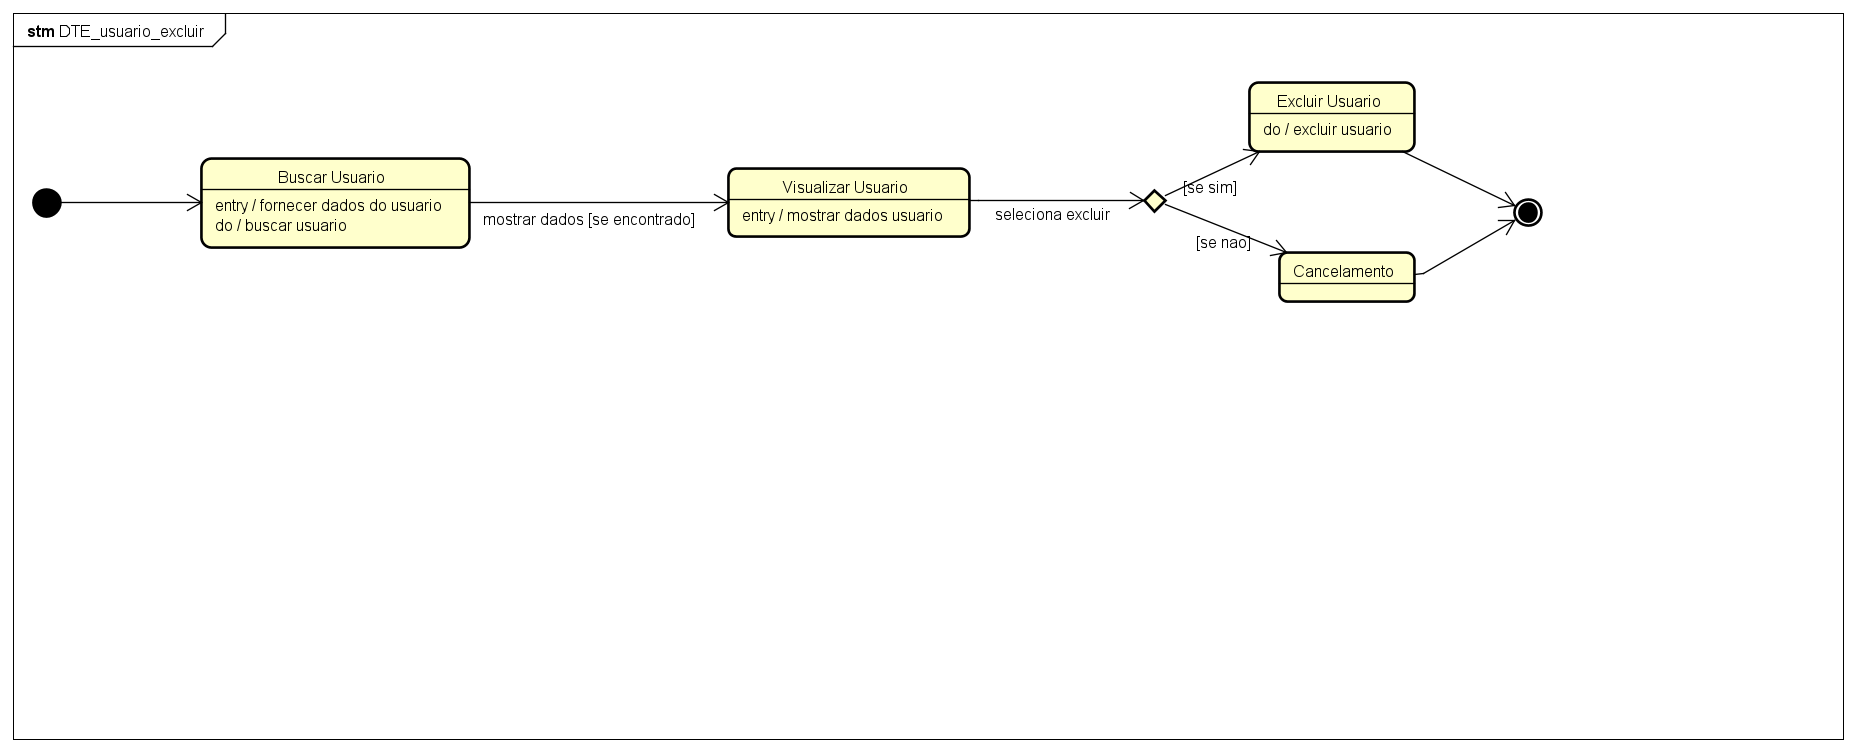 stm DTE_usuario_excluir
Buscar Usuario
entry / fornecer dados do usuario
do / buscar usuario
mostrar dados [se encontrado]
Visualizar Usuario
entry / mostrar dados usuario
seleciona excluir
[se sim]
[se nao]
Excluir Usuario
do / excluir usuario
Cancelamento